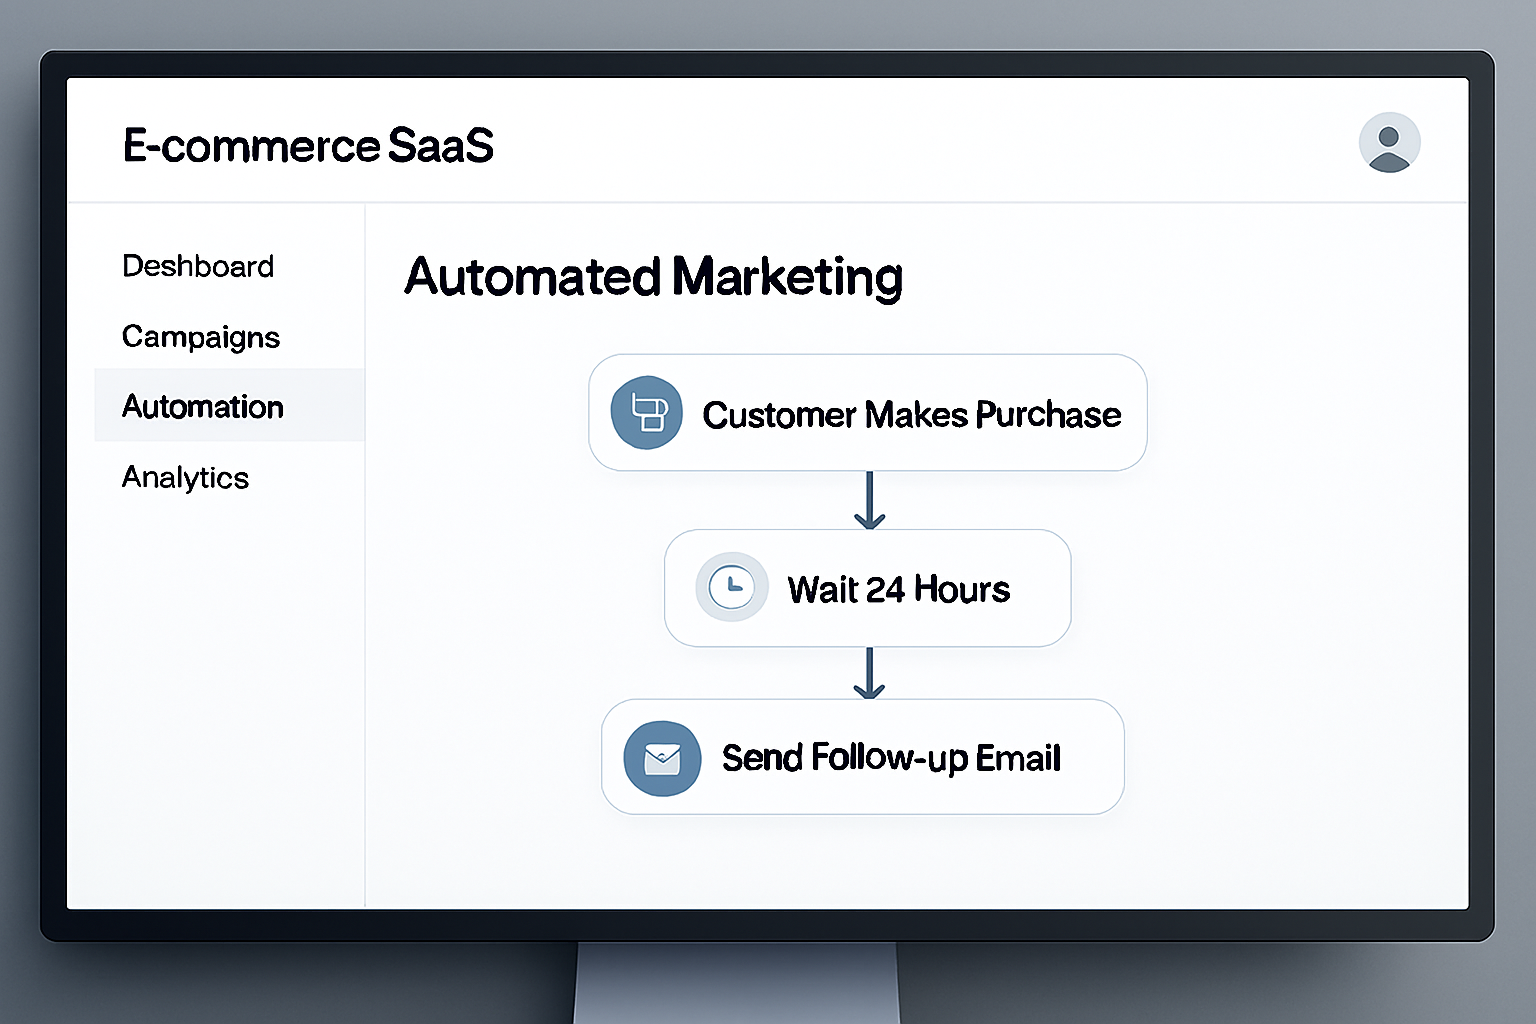 E-commerce SaaS
Deshboard
Campaigns
Automation
Analytics
Automated Marketing
Customer Makes Purchase
Wait 24 Hours
Send Follow-up Email